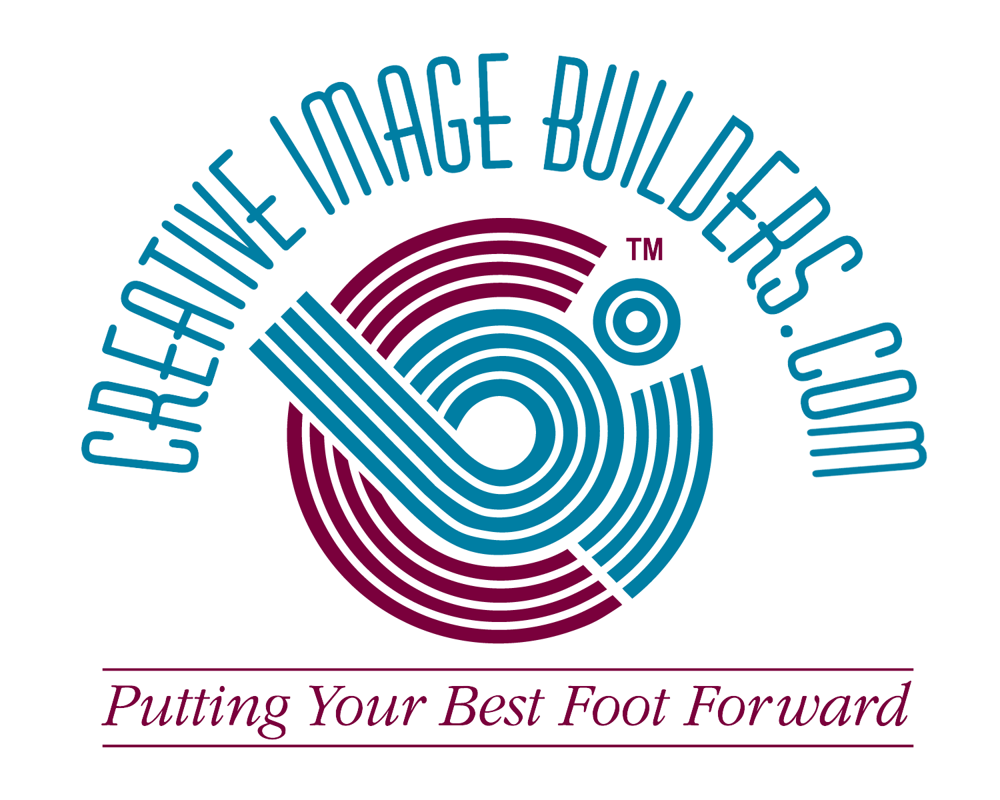 CREATIVE IMAGE BUILDERS.COM
TM
Putting Your Best Foot Forward